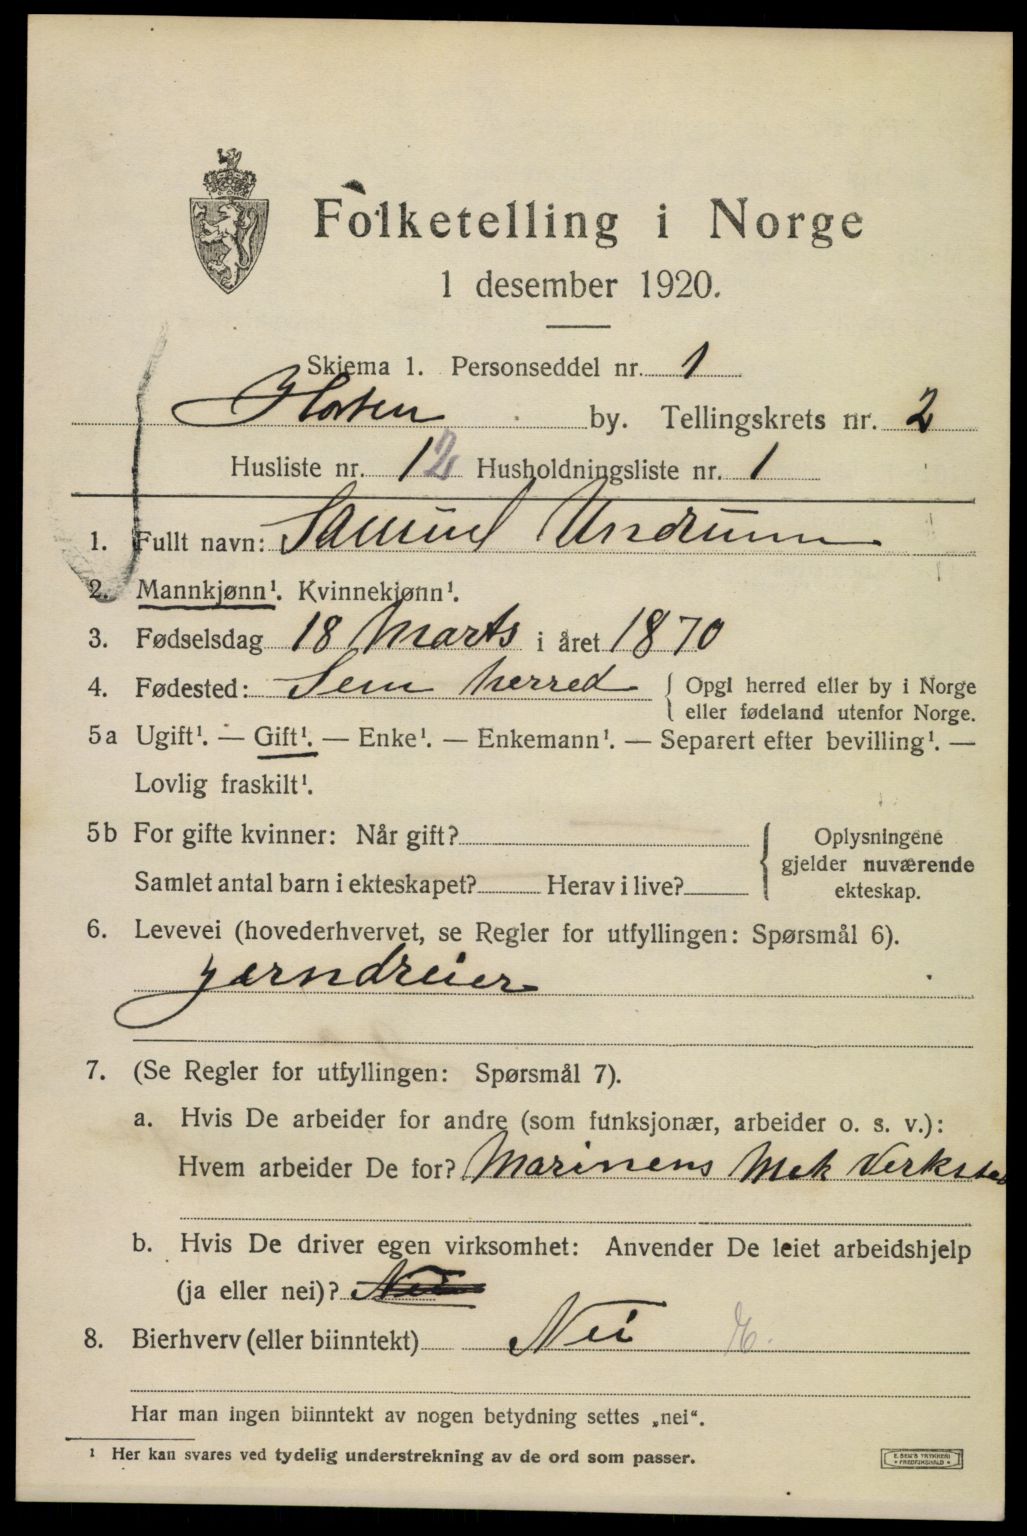 Folketelling i Norge
1 desember 1920.
Skjema 1. Personseddel nr. 1
Horten by. Tellingskrets nr. 2
Husliste nr. 12 Husholdningsliste nr. 1
1. Fullt navn: Samuel Undrum
2. Mannkjønn¹. Kvinnekjønn¹.
3. Fødselsdag 18 Marts i året 1870
4. Fødested: Sem herred { Opgi herred eller by i Norge
eller fødeland utenfor Norge.
5a Ugift¹. — Gift¹. — Enke¹. — Enkemann¹. — Separert efter bevilling¹. —
Lovlig fraskilt¹.
5b For gifte kvinner: Når gift?
Samlet antal barn i ekteskapet? Herav i live?
Oplysningene
gjelder nuværende
ekteskap.
6. Levevei (hovederhvervet, se Regler for utfyllingen: Spørsmål 6).
Jerndreier
7. (Se Regler for utfyllingen: Spørsmål 7).
a. Hvis De arbeider for andre (som funksjonær, arbeider o. s. v.):
Hvem arbeider De for? Marinens Mek Verksted
b. Hvis De driver egen virksomhet: Anvender De leiet arbeidshjelp
(ja eller nei)? Nei
8. Bierhverv (eller biinntekt) Nei
Har man ingen biinntekt av nogen betydning settes „nei“.
¹ Her kan svares ved tydelig understrekning av de ord som passer.
E. SEM'S TRYKKERI
FREDRIKSHALD